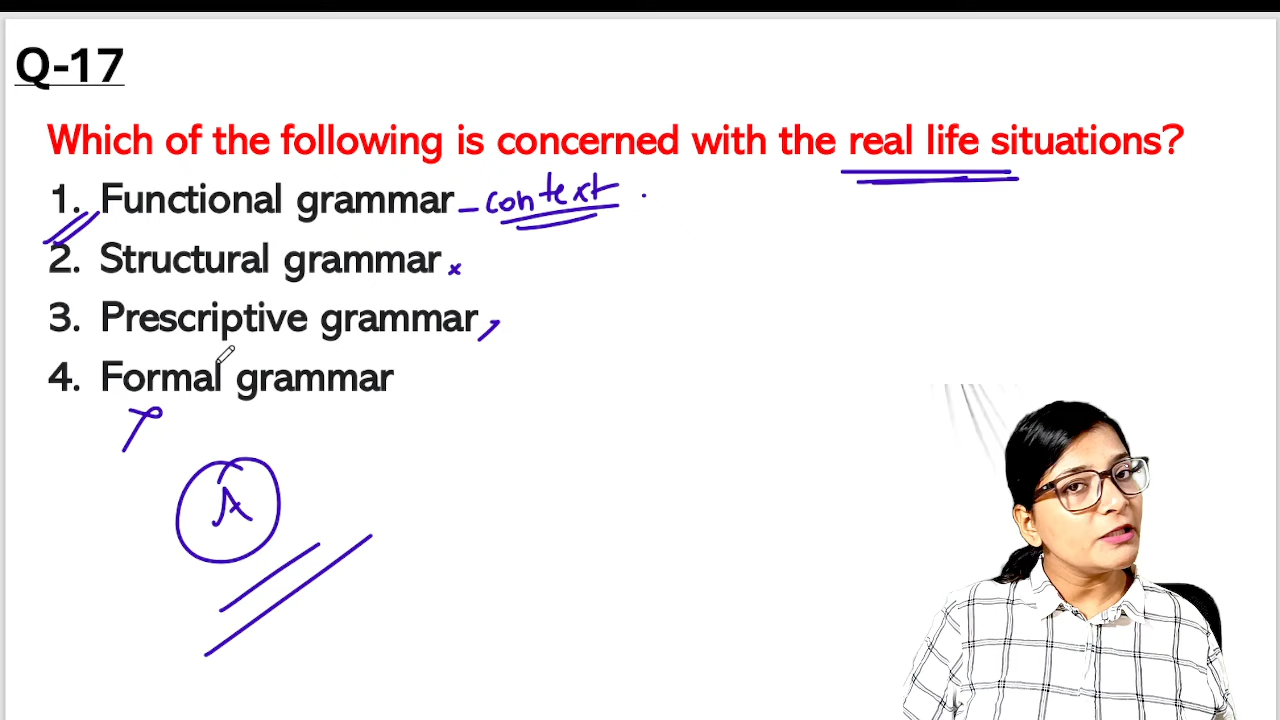 Q-17
Which of the following is concerned with the real life situations?
1. Functional grammar - context
2. Structural grammar x
3. Prescriptive grammar
4. Formal grammar
A